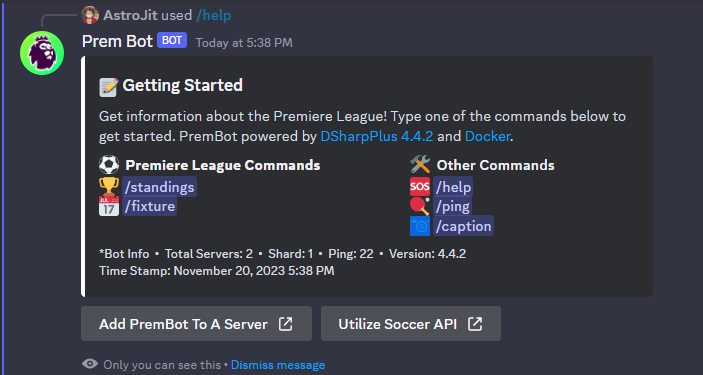 AstroJit used /help
Prem Bot BOT Today at 5:38 PM
Getting Started
Get information about the Premiere League! Type one of the commands below to
get started. PremBot powered by DSharpPlus 4.4.2 and Docker.
Premiere League Commands
/standings
JUL 17 /fixture
Other Commands
SOS /help
/ping
/caption
*Bot Info • Total Servers: 2 • Shard: 1 • Ping: 22 • Version: 4.4.2
Time Stamp: November 20, 2023 5:38 PM
Add PremBot To A Server
Utilize Soccer API
Only you can see this • Dismiss message